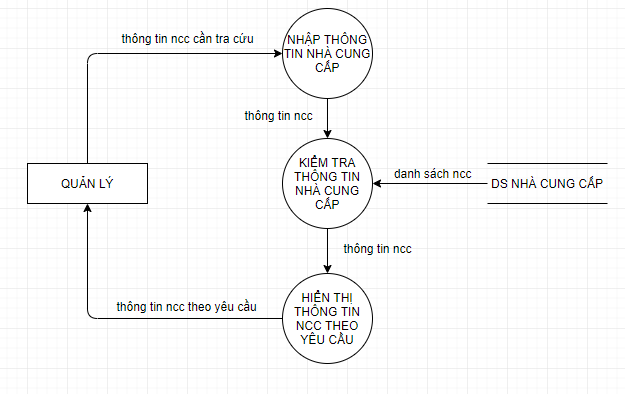 thông tin ncc cần tra cứu
NHẬP THÔNG
TIN NHÀ CUNG
CẤP
thông tin ncc
KIỂM TRA
THÔNG TIN
NHÀ CUNG
CẤP
danh sách ncc
DS NHÀ CUNG CẤP
QUẢN LÝ
thông tin ncc
HIỂN THỊ
THÔNG TIN
NCC THEO
YÊU CẦU
thông tin ncc theo yêu cầu